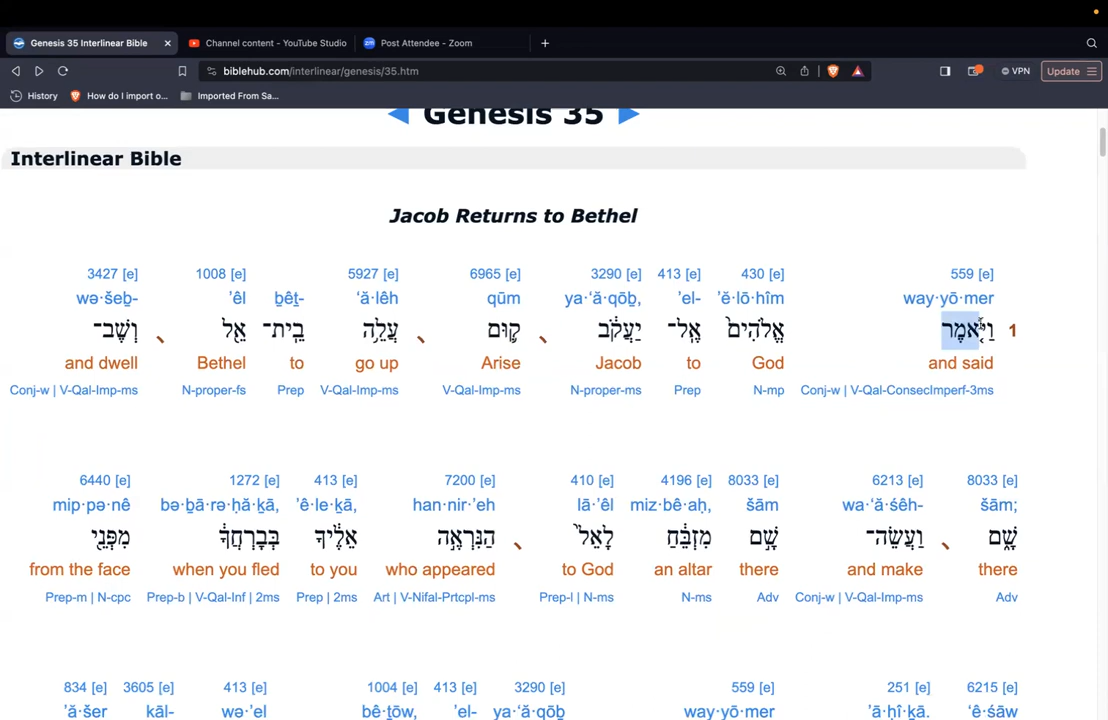 Genesis 35 Interlinear Bible
Channel content - YouTube Studio
Post Attendee - Zoom
biblehub.com/interlinear/genesis/35.htm
VPN
Update
History
How do I import o...
Imported From Sa...
Genesis 35
Interlinear Bible
Jacob Returns to Bethel
3427 [e] 1008 [e] 5927 [e] 6965 [e] 3290 [e] 413 [e] 430 [e] 559 [e]
wə·šeḇ- ’êl ḇêṯ- ‘ă·lêh qūm ya·‘ă·qōḇ, ’el- ’ĕ·lō·hîm way·yō·mer
1 וַיֹּ֤אמֶר אֱלֹהִים֙ אֶֽל־ יַעֲקֹ֔ב ، ק֛וּם ، עֲלֵ֥ה בֵֽית־ אֵ֖ל ، וְשֶׁב־
and dwell Bethel to go up Arise Jacob to God and said
Conj-w | V-Qal-Imp-ms N-proper-fs Prep V-Qal-Imp-ms V-Qal-Imp-ms N-proper-ms Prep N-mp Conj-w | V-Qal-ConsecImperf-3ms
6440 [e] 1272 [e] 413 [e] 7200 [e] 410 [e] 4196 [e] 8033 [e] 6213 [e] 8033 [e]
mip·pə·nê bə·ḇā·rə·ḥă·ḵā, ’ê·le·ḵā, han·nir·’eh lā·’êl miz·bê·aḥ, šām wa·‘ă·śêh- šām;
שָׁ֑ם ، וַעֲשֵׂה־ שָׁ֣ם מִזְבֵּ֔חַ לָאֵל֙ ، הַנִּרְאֶ֣ה אֵלֶ֔יךָ בְּבָרְחֲךָ֔ מִפְּנֵ֖י
from the face when you fled to you who appeared to God an altar there and make there
Prep-m | N-cpc Prep-b | V-Qal-Inf | 2ms Prep | 2ms Art | V-Nifal-Prtcpl-ms Prep-l | N-ms N-ms Adv Conj-w | V-Qal-Imp-ms Adv
834 [e] 3605 [e] 413 [e] 1004 [e] 413 [e] 3290 [e] 559 [e] 251 [e] 6215 [e]
’ă·šer kāl- wə·’el bê·ṯōw, ’el- ya·‘ă·qōḇ way·yō·mer ’ā·ḥî·ḵā. ‘ê·śāw